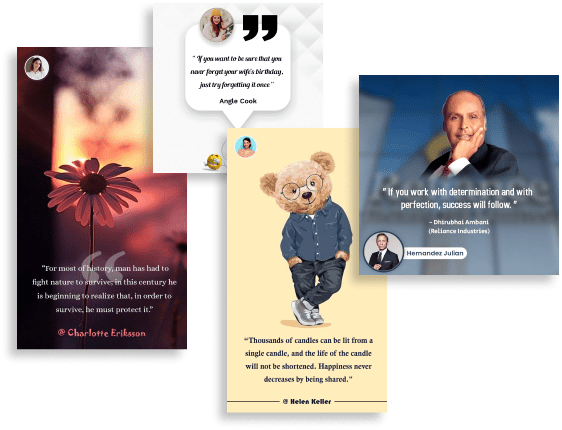 "For most of history, man has had to
fight nature to survive; in this century he
is beginning to realize that, in order to
survive, he must protect it."
@ Charlotte Eriksson
"If you want to be sure that you
never forget your wife's birthday,
just try forgetting it once"
Angle Cook
"Thousands of candles can be lit from a
single candle, and the life of the candle
will not be shortened. Happiness never
decreases by being shared."
@ Helen Keller
" If you work with determination and with
perfection, success will follow. "
- Dhirubhai Ambani
(Reliance Industries)
Hernandez Julian